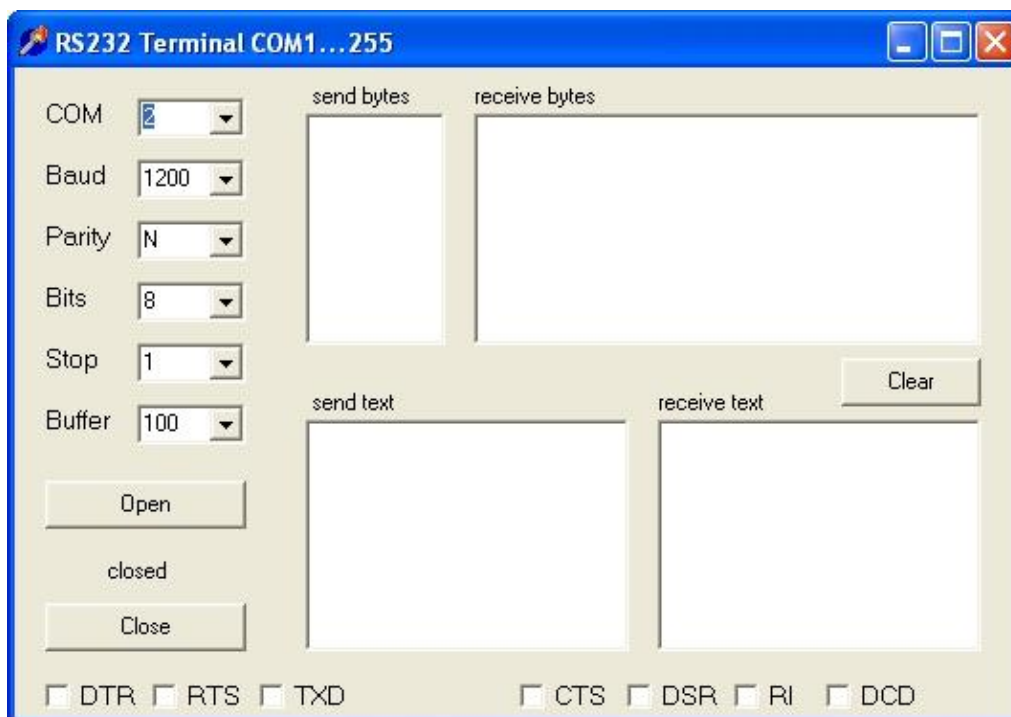 RS232 Terminal COM1...255
COM 2
Baud 1200
Parity N
Bits 8
Stop 1
Buffer 100
Open
closed
Close
send bytes
receive bytes
Clear
send text
receive text
DTR RTS TXD CTS DSR RI DCD